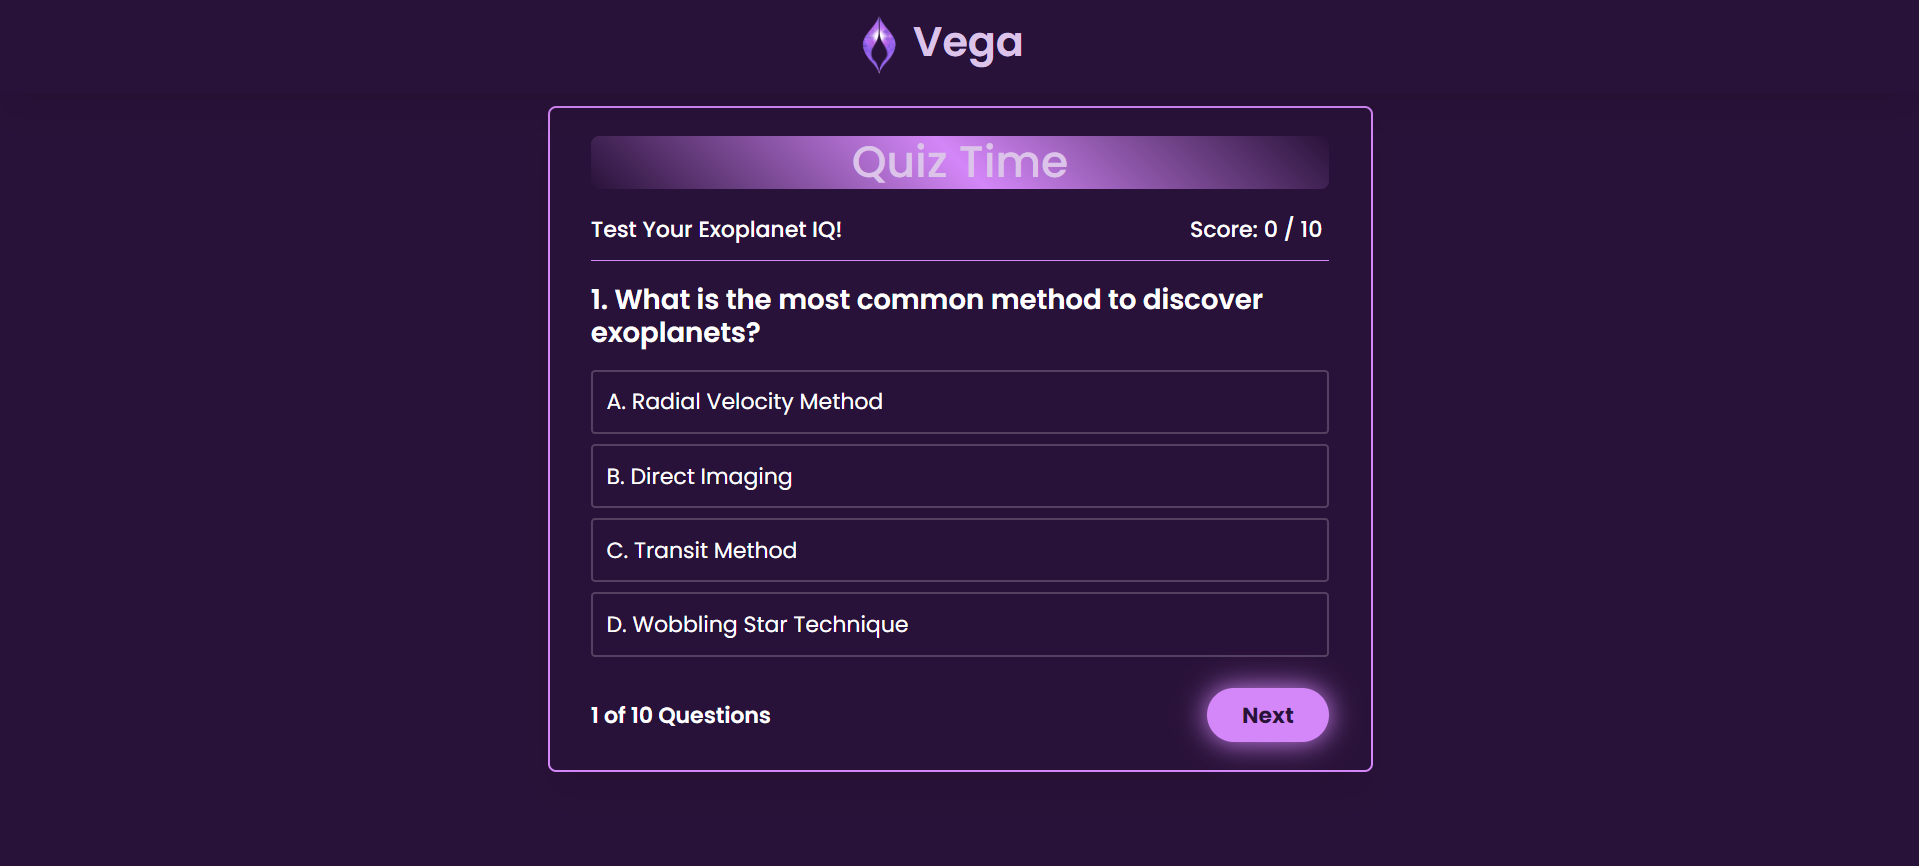 Vega
Quiz Time
Test Your Exoplanet IQ!
Score: 0 / 10
1. What is the most common method to discover
exoplanets?
A. Radial Velocity Method
B. Direct Imaging
C. Transit Method
D. Wobbling Star Technique
1 of 10 Questions
Next